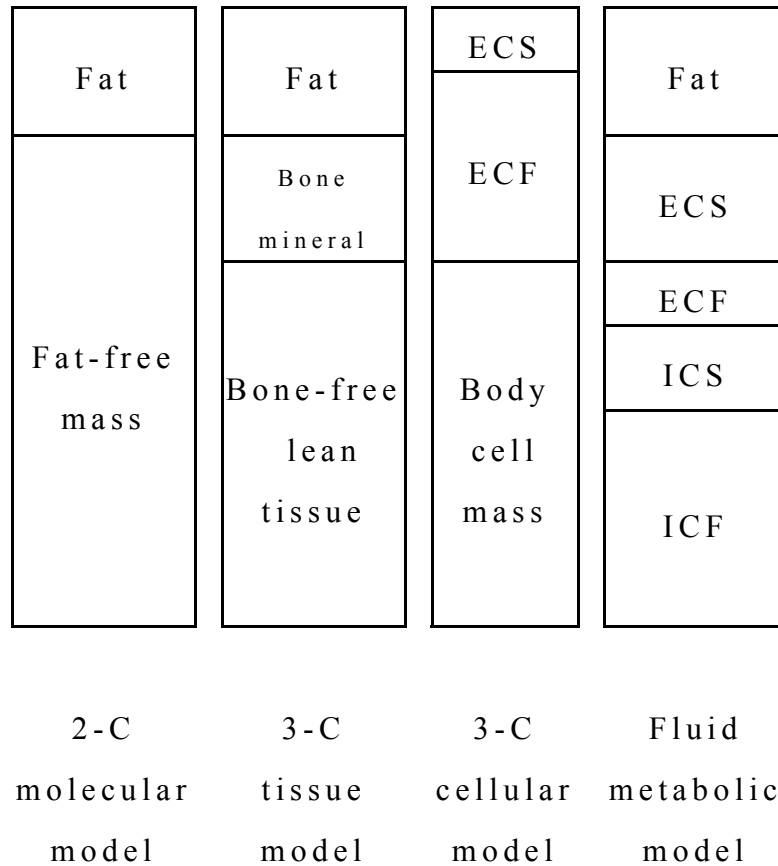 Fat
Fat-free
mass
2-C
molecular
model
Fat
Bone
mineral
Bone-free
lean
tissue
3-C
tissue
model
ECS
ECF
Body
cell
mass
3-C
cellular
model
Fat
ECS
ECF
ICS
ICF
Fluid
metabolic
model